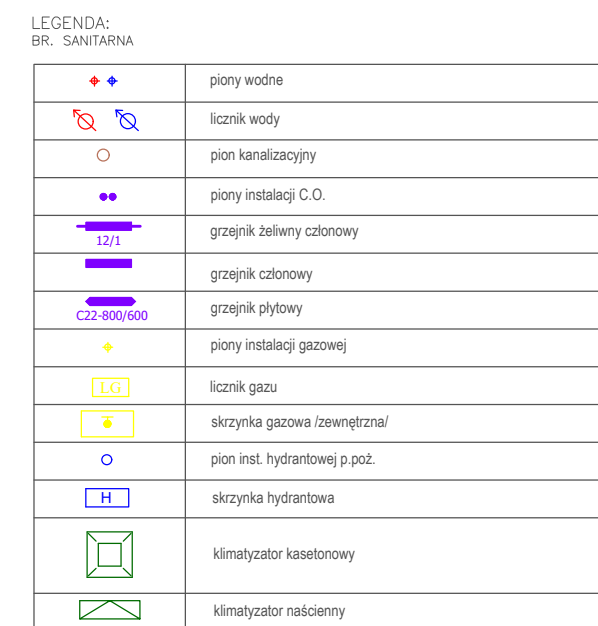 LEGENDA:
BR. SANITARNA
piony wodne
licznik wody
pion kanalizacyjny
piony instalacji C.O.
12/1 grzejnik żeliwny członowy
grzejnik członowy
C22-800/600 grzejnik płytowy
piony instalacji gazowej
LG licznik gazu
skrzynka gazowa /zewnętrzna/
pion inst. hydrantowej p.poż.
H skrzynka hydrantowa
klimatyzator kasetonowy
klimatyzator naścienny